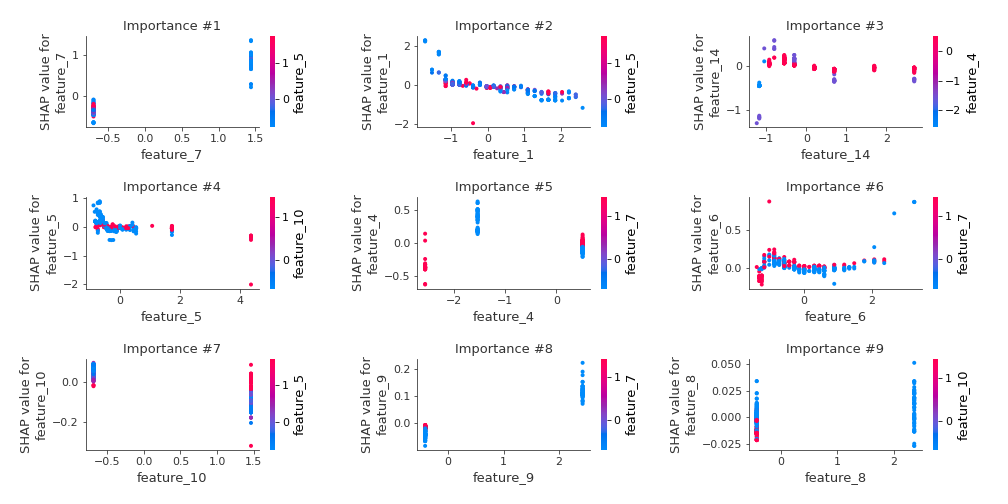 Importance #1
SHAP value for
feature_7
1
0
−0.5
0.0
0.5
1.0
1.5
feature_7
1
0
feature_5
Importance #2
SHAP value for
feature_1
2
0
−2
−1
0
1
2
feature_1
1
0
feature_5
Importance #3
SHAP value for
feature_14
0
−1
−1
0
1
2
feature_14
0
−1
−2
feature_4
Importance #4
SHAP value for
feature_5
1
0
−1
−2
0
2
4
feature_5
1
0
feature_10
Importance #5
SHAP value for
feature_4
0.5
0.0
−0.5
−2
−1
0
feature_4
1
0
feature_7
Importance #6
SHAP value for
feature_6
0.5
0.0
0
2
feature_6
1
0
feature_7
Importance #7
SHAP value for
feature_10
0.0
−0.2
−0.5
0.0
0.5
1.0
1.5
feature_10
1
0
feature_5
Importance #8
SHAP value for
feature_9
0.2
0.1
0.0
0
1
2
feature_9
1
0
feature_7
Importance #9
SHAP value for
feature_8
0.050
0.025
0.000
−0.025
0
1
2
feature_8
1
0
feature_10